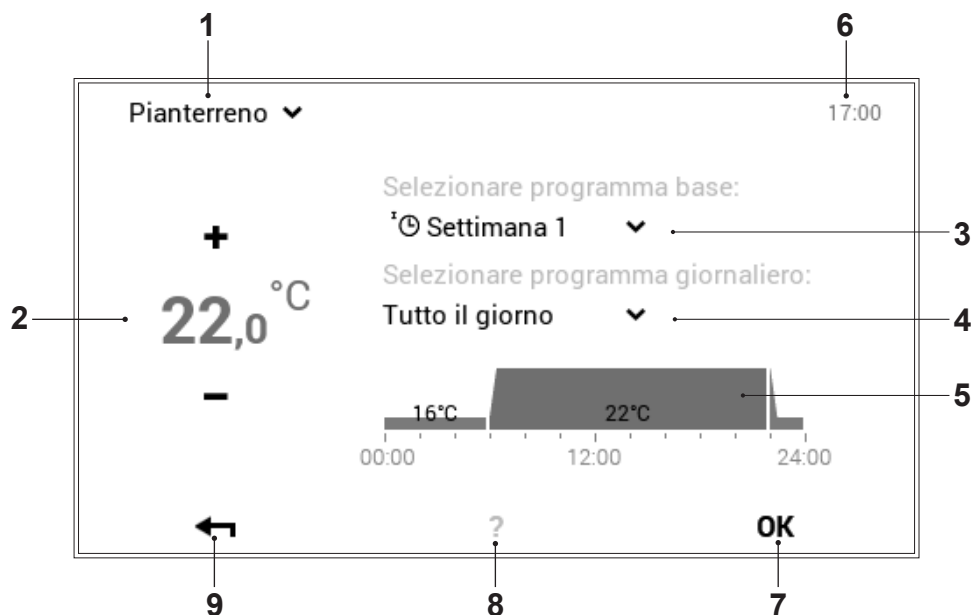 1
6
Pianterreno
17:00
Selezionare programma base:
Settimana 1
3
+
2
22,0 °C
Selezionare programma giornaliero:
Tutto il giorno
4
-
16°C
22°C
5
00:00
12:00
24:00
?
OK
9
8
7